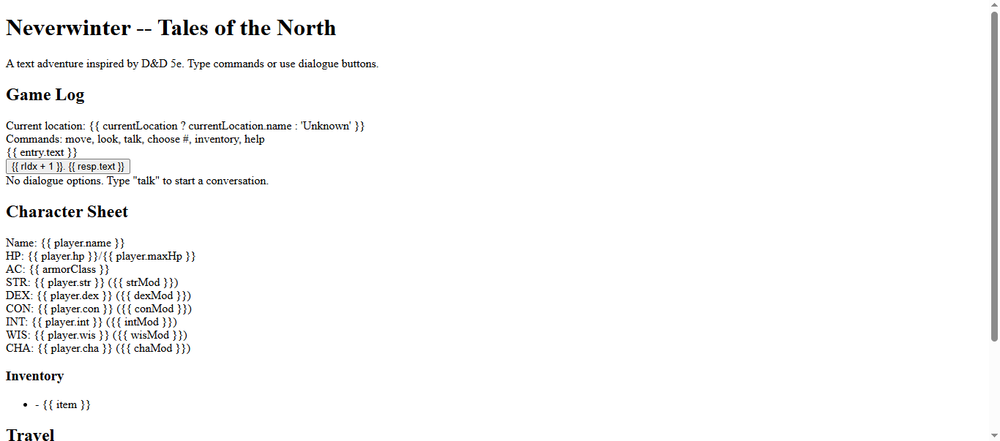 Neverwinter -- Tales of the North
A text adventure inspired by D&D 5e. Type commands or use dialogue buttons.
Game Log
Current location: {{ currentLocation ? currentLocation.name : 'Unknown' }}
Commands: move, look, talk, choose #, inventory, help
{{ entry.text }}
{{ rIdx + 1 }}. {{ resp.text }}
No dialogue options. Type "talk" to start a conversation.
Character Sheet
Name: {{ player.name }}
HP: {{ player.hp }}/{{ player.maxHp }}
AC: {{ armorClass }}
STR: {{ player.str }} ({{ strMod }})
DEX: {{ player.dex }} ({{ dexMod }})
CON: {{ player.con }} ({{ conMod }})
INT: {{ player.int }} ({{ intMod }})
WIS: {{ player.wis }} ({{ wisMod }})
CHA: {{ player.cha }} ({{ chaMod }})
Inventory
- {{ item }}
Travel